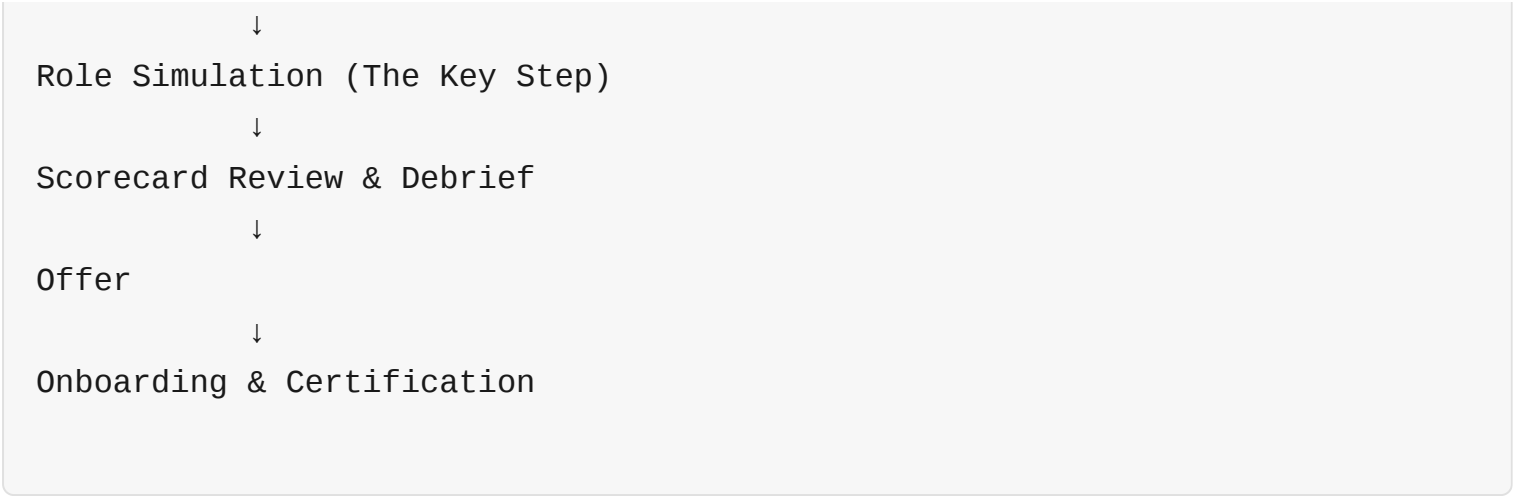 ↓
Role Simulation (The Key Step)
↓
Scorecard Review & Debrief
↓
Offer
↓
Onboarding & Certification